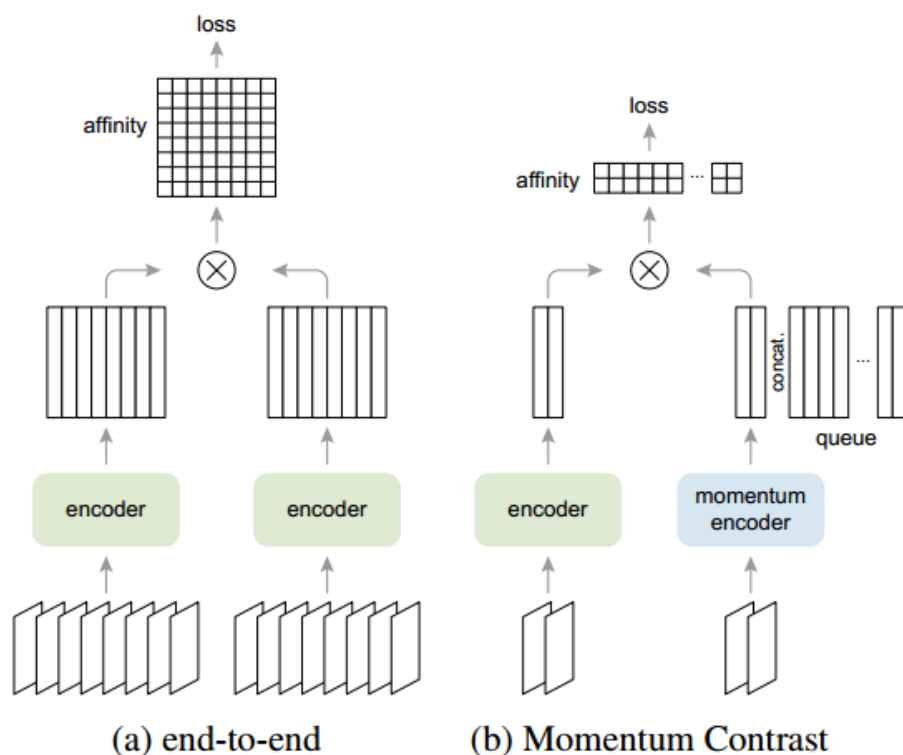 loss
affinity
encoder
encoder
(a) end-to-end
loss
affinity
...
concat.
...
queue
encoder
momentum
encoder
(b) Momentum Contrast